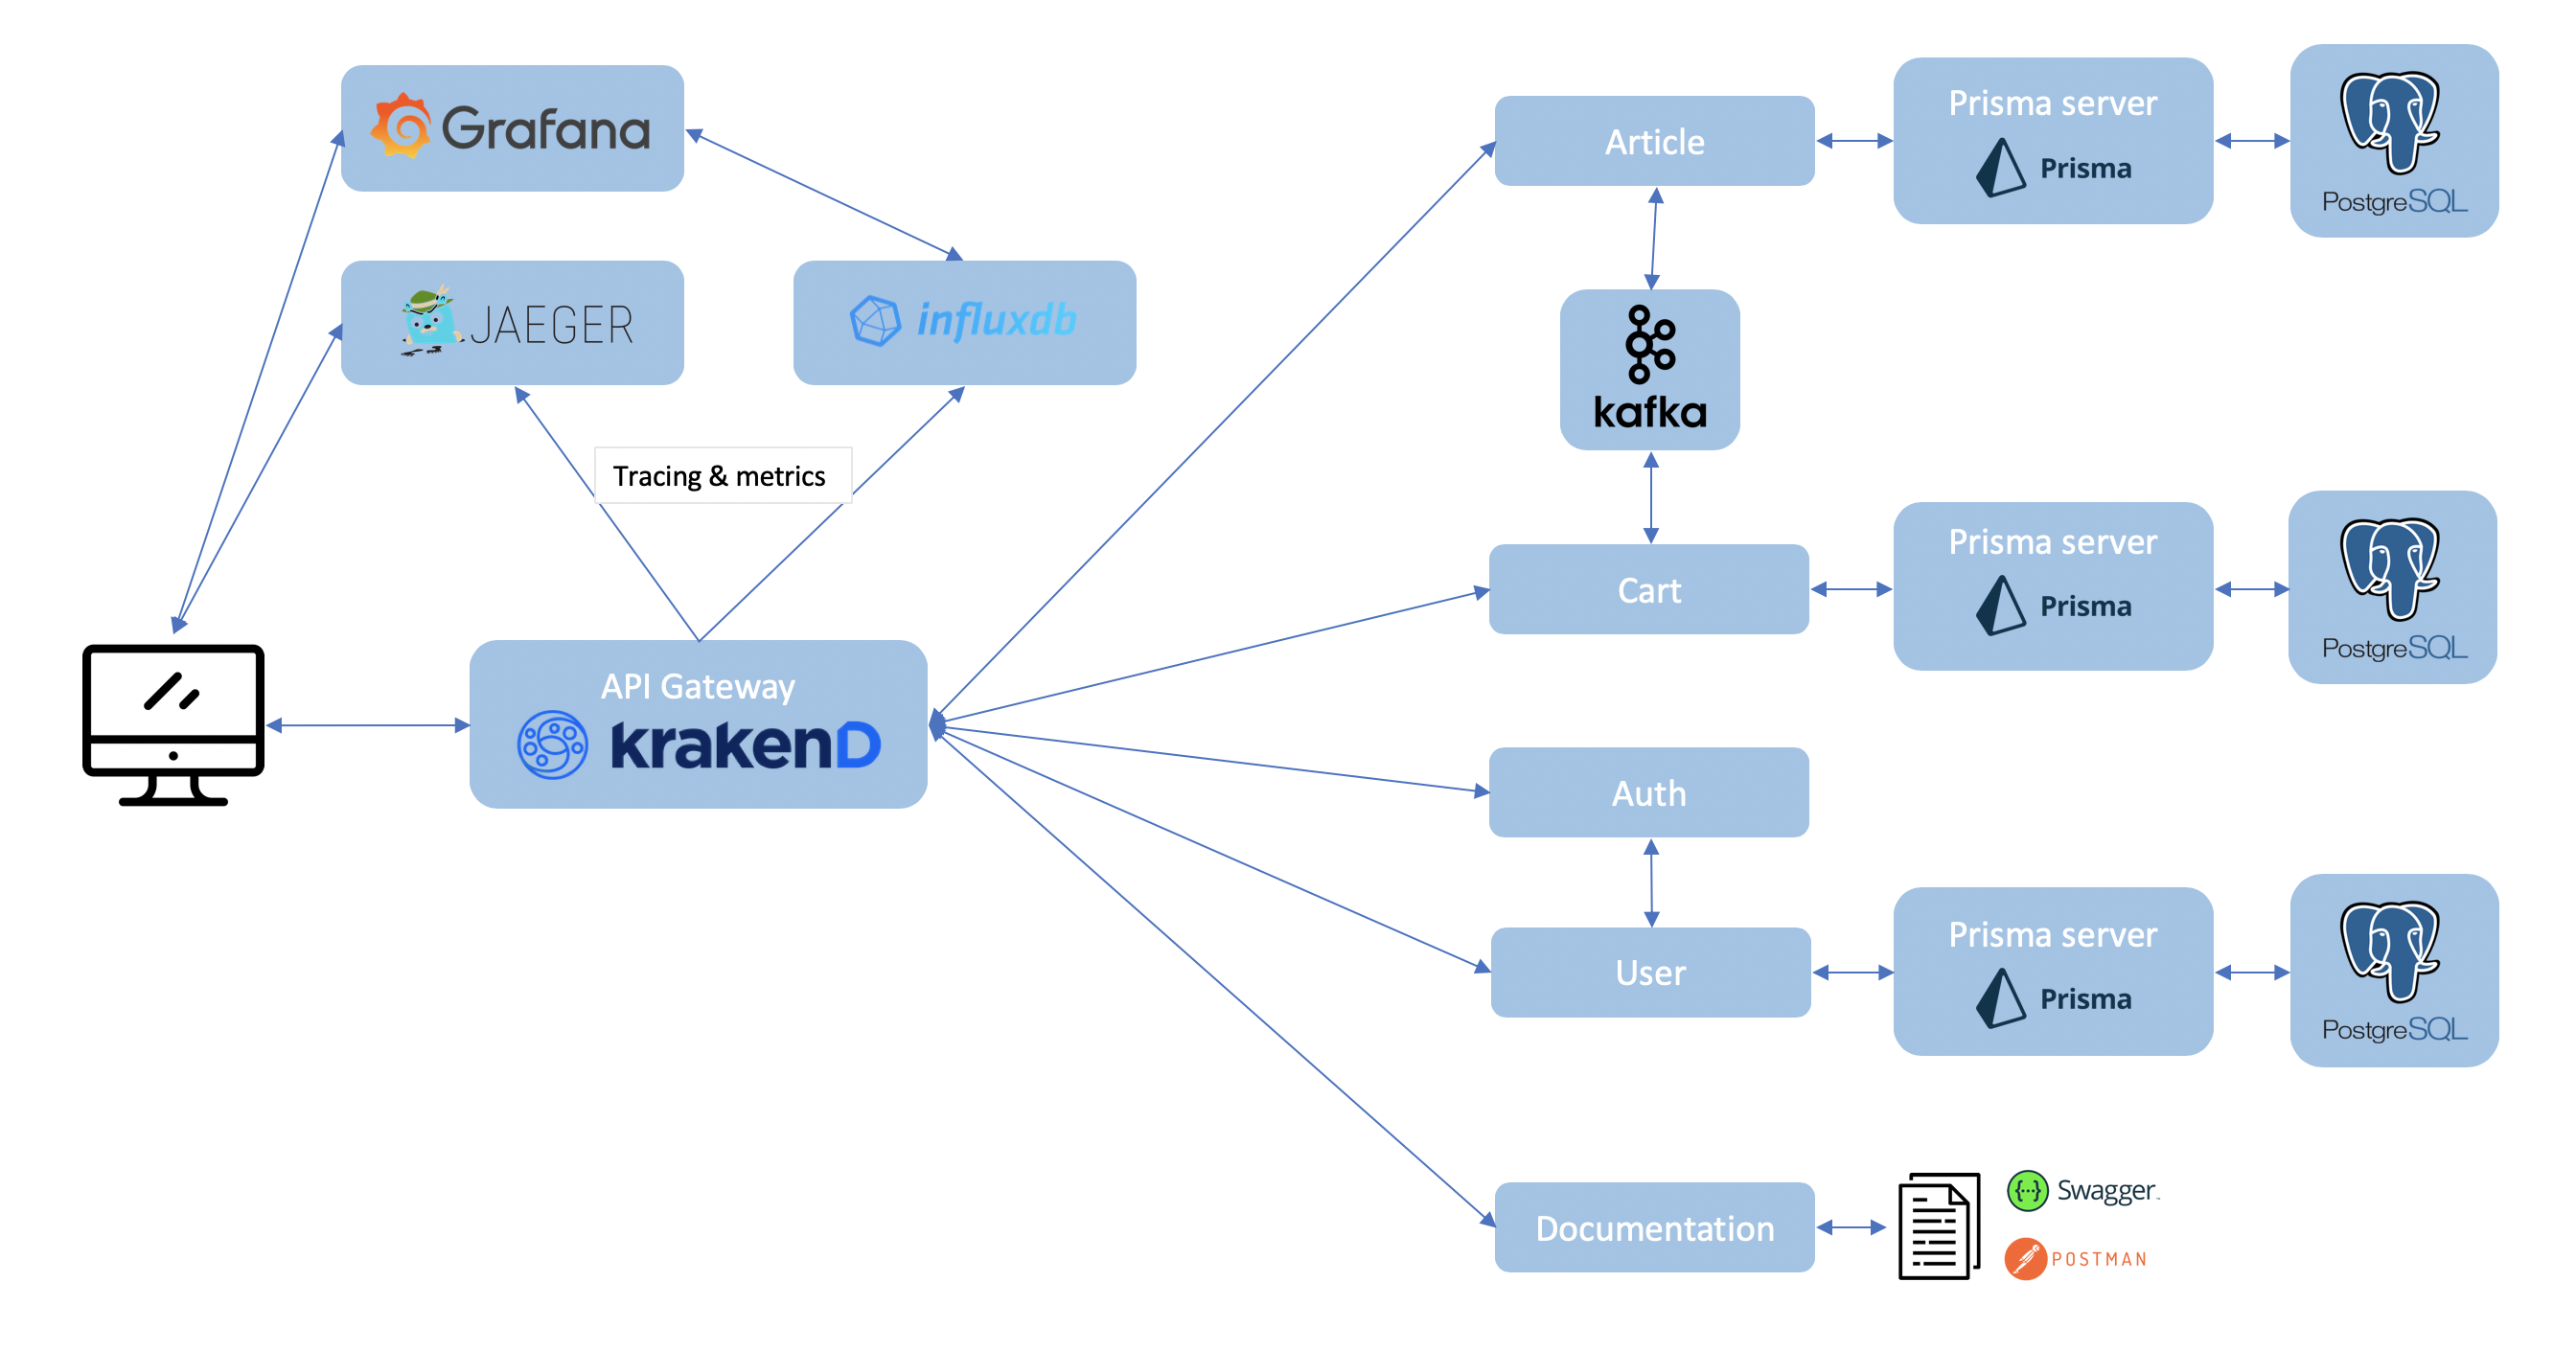 Grafana
JAEGER
influxdb
Tracing & metrics
API Gateway
krakenD
Article
Prisma server
Prisma
PostgreSQL
kafka
Cart
Prisma server
Prisma
PostgreSQL
Auth
User
Prisma server
Prisma
PostgreSQL
Documentation
Swagger
POSTMAN